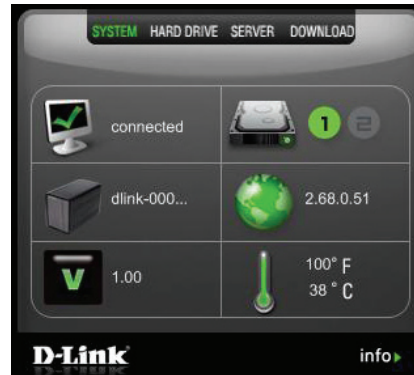 SYSTEM HARD DRIVE SERVER DOWNLOAD
connected
1 2
dlink-000...
2.68.0.51
V 1.00
100° F
38 ° C
D-Link
info